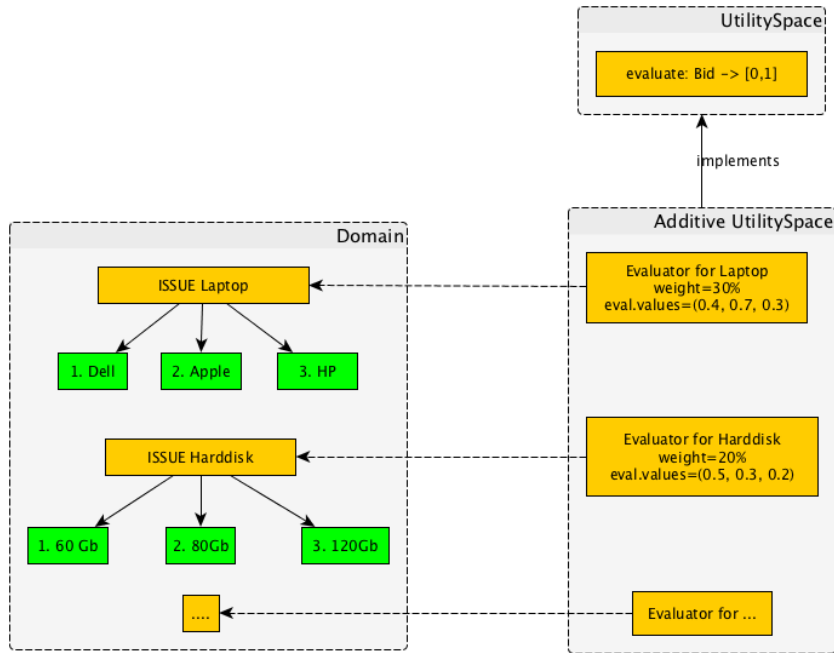 UtilitySpace
evaluate: Bid -> [0,1]
implements
Domain
ISSUE Laptop
1. Dell
2. Apple
3. HP
ISSUE Harddisk
1. 60 Gb
2. 80Gb
3. 120Gb
....
Additive UtilitySpace
Evaluator for Laptop
weight=30%
eval.values=(0.4, 0.7, 0.3)
Evaluator for Harddisk
weight=20%
eval.values=(0.5, 0.3, 0.2)
Evaluator for ...